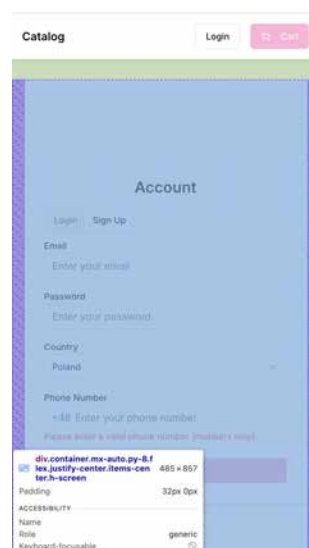 Catalog
Login
Cart
Account
Login Sign Up
Email
Enter your email
Password
Enter your password
Country
Poland
Phone Number
+48 Enter your phone number
Please enter a valid phone number (numbers only)
div.container.mx-auto.py-8.f
lex.justify-center.items-cen
ter.h-screen
485 × 857
Padding 32px 0px
ACCESSIBILITY
Name
Role generic
Keyboard-focusable